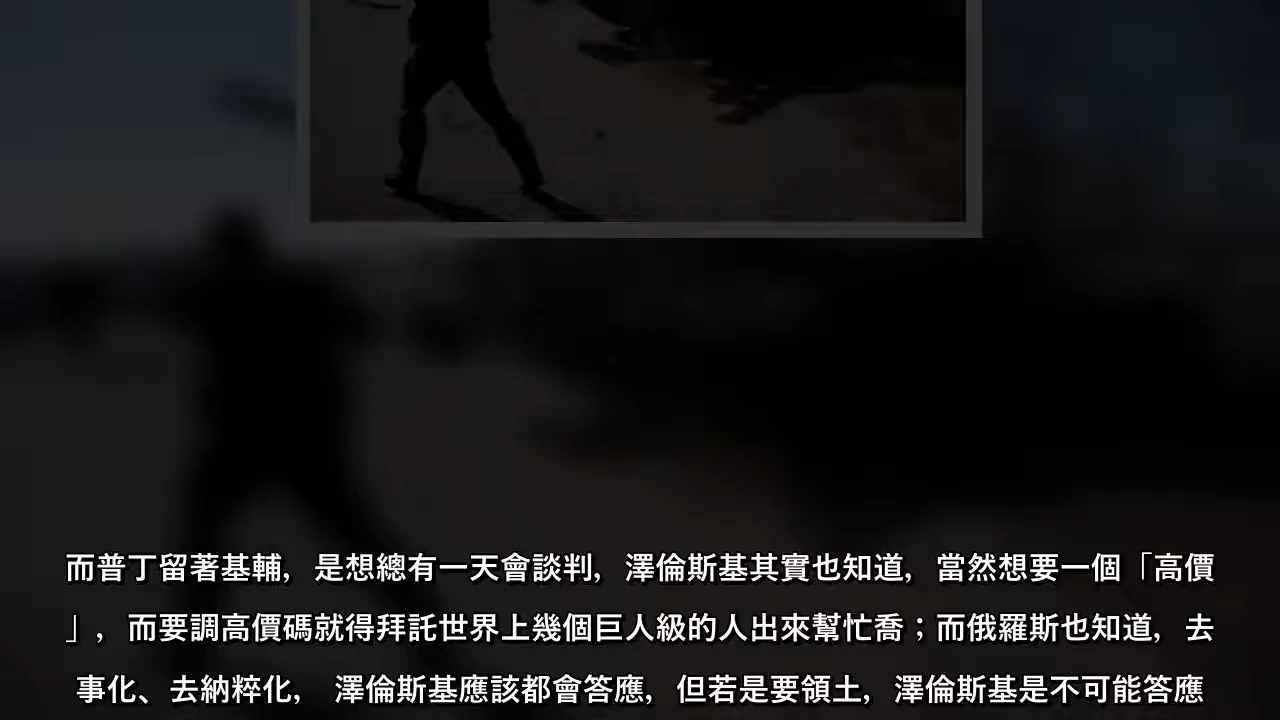 而普丁留著基輔，是想總有一天會談判，澤倫斯基其實也知道，當然想要一個「高價
」，而要調高價碼就得拜託世界上幾個巨人級的人出來幫忙喬；而俄羅斯也知道，去
事化、去納粹化， 澤倫斯基應該都會答應，但若是要領土，澤倫斯基是不可能答應